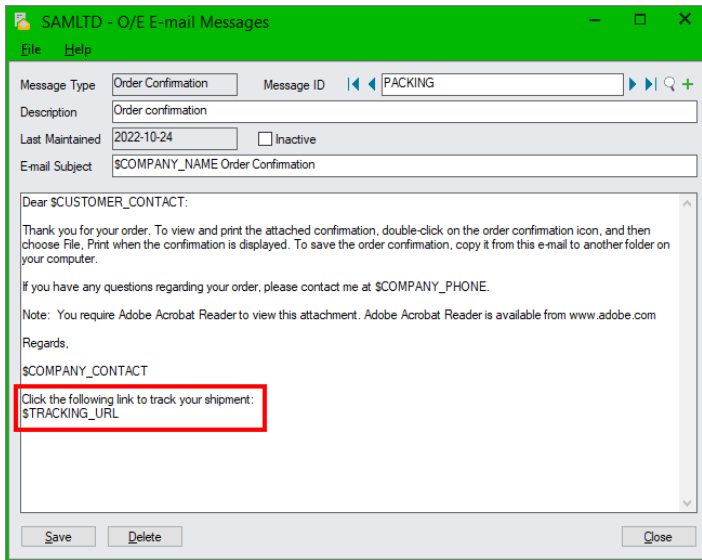 SAMLTD - O/E E-mail Messages
File Help
Message Type Order Confirmation Message ID PACKING
Description Order confirmation
Last Maintained 2022-10-24 Inactive
E-mail Subject $COMPANY_NAME Order Confirmation
Dear $CUSTOMER_CONTACT:
Thank you for your order. To view and print the attached confirmation, double-click on the order confirmation icon, and then
choose File, Print when the confirmation is displayed. To save the order confirmation, copy it from this e-mail to another folder on
your computer.
If you have any questions regarding your order, please contact me at $COMPANY_PHONE.
Note: You require Adobe Acrobat Reader to view this attachment. Adobe Acrobat Reader is available from www.adobe.com
Regards,
$COMPANY_CONTACT
Click the following link to track your shipment:
$TRACKING_URL
Save Delete Close